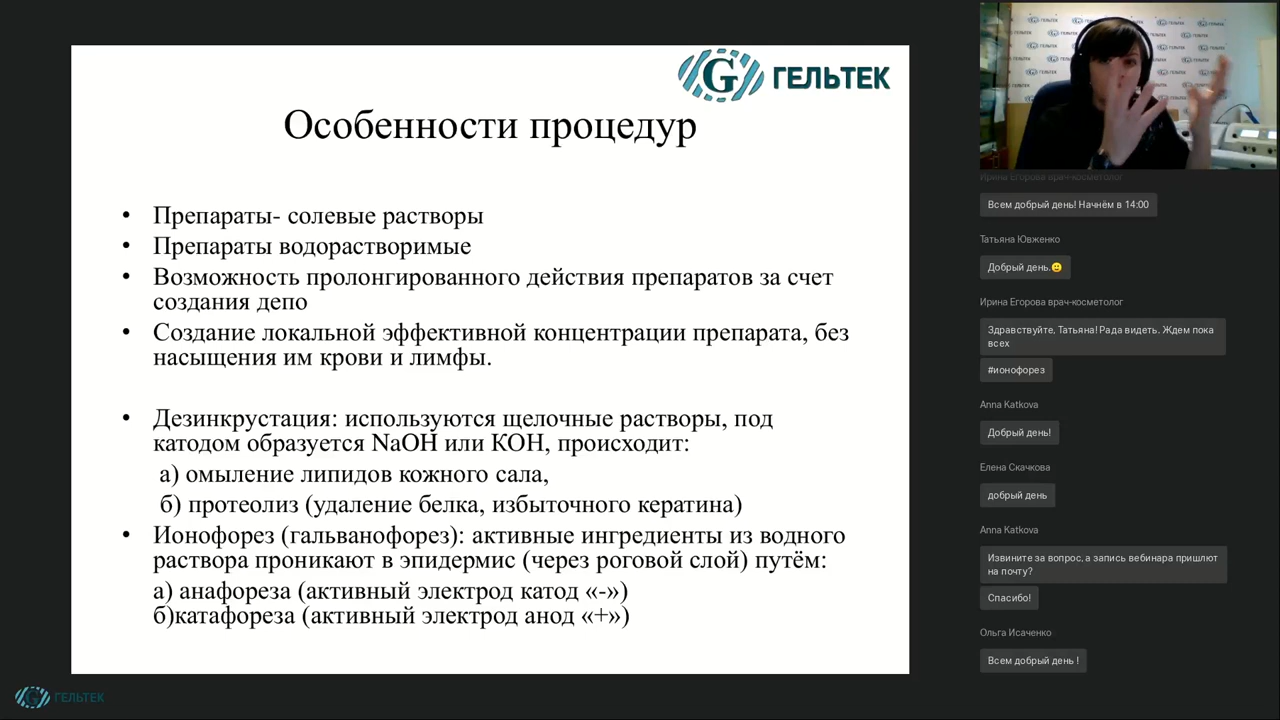 ГЕЛЬТЕК
Особенности процедур
• Препараты- солевые растворы
• Препараты водорастворимые
• Возможность пролонгированного действия препаратов за счет
создания депо
• Создание локальной эффективной концентрации препарата, без
насыщения им крови и лимфы.
• Дезинкрустация: используются щелочные растворы, под
катодом образуется NaOH или KOH, происходит:
а) омыление липидов кожного сала,
б) протеолиз (удаление белка, избыточного кератина)
• Ионофорез (гальванофорез): активные ингредиенты из водного
раствора проникают в эпидермис (через роговой слой) путём:
а) анафореза (активный электрод катод «-»)
б)катафореза (активный электрод анод «+»)
ГЕЛЬТЕК
Ирина Егорова врач-косметолог
Всем добрый день! Начнём в 14:00
Татьяна Ювженко
Добрый день.🙂
Ирина Егорова врач-косметолог
Здравствуйте, Татьяна! Рада видеть. Ждем пока
всех
#ионофорез
Anna Katkova
Добрый день!
Елена Скачкова
добрый день
Anna Katkova
Извините за вопрос, а запись вебинара пришлют
на почту?
Спасибо!
Ольга Исаченко
Всем добрый день !